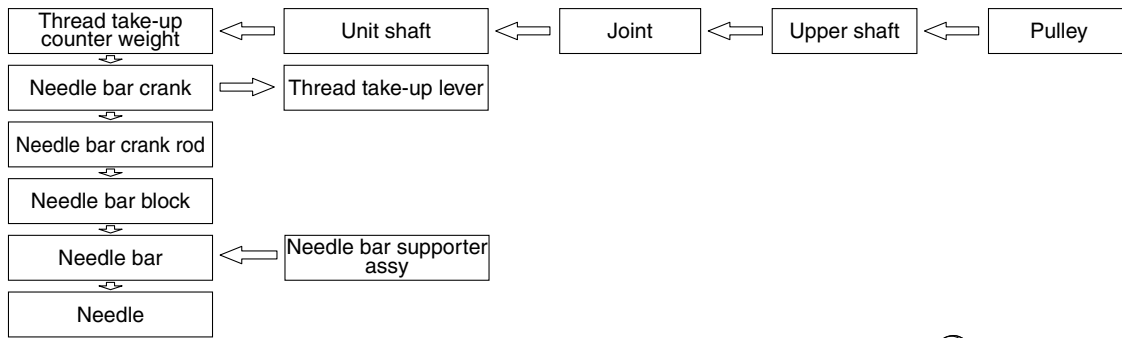 Thread take-up
counter weight
Unit shaft
Joint
Upper shaft
Pulley
Needle bar crank
Thread take-up lever
Needle bar crank rod
Needle bar block
Needle bar
Needle bar supporter
assy
Needle